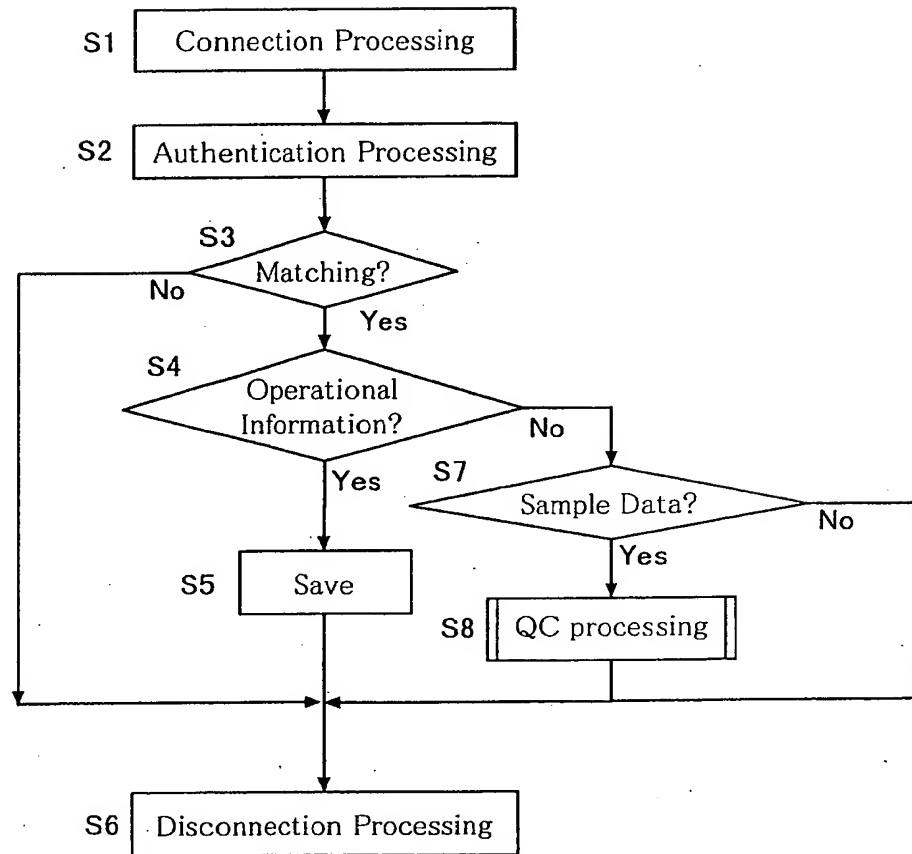 S1
Connection Processing
S2
Authentication Processing
S3
Matching?
No
Yes
S4
Operational
Information?
No
Yes
S7
Sample Data?
No
Yes
S5
Save
S8
QC processing
S6
Disconnection Processing